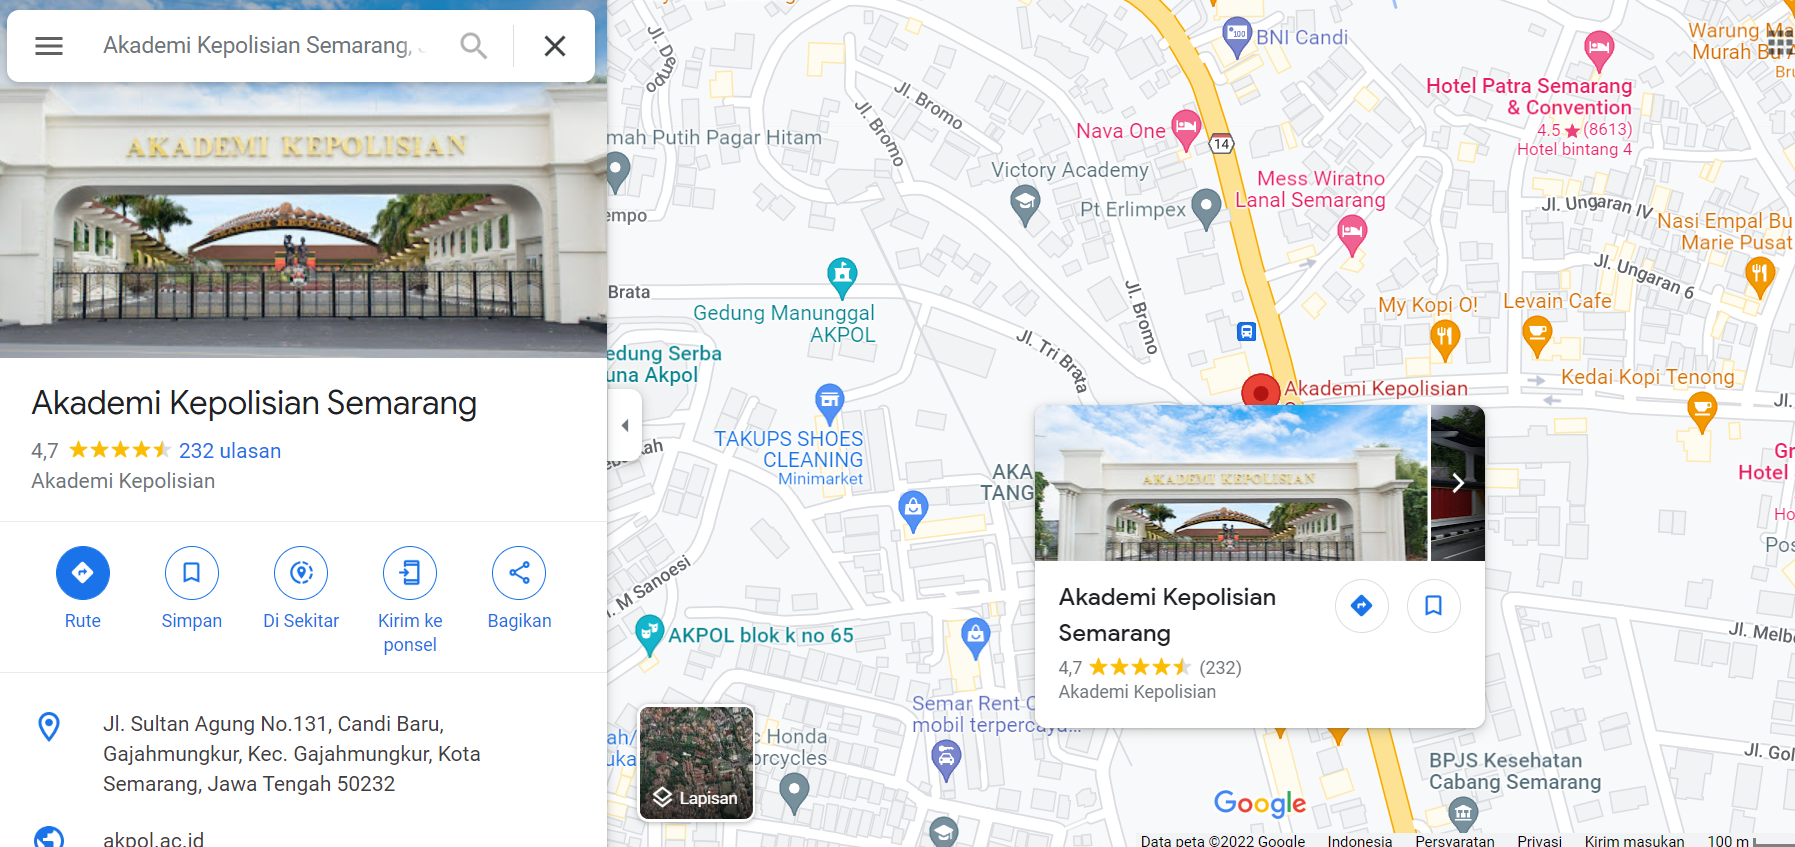 Akademi Kepolisian Semarang,
AKADEMI KEPOLISIAN
Akademi Kepolisian Semarang
4,7
232 ulasan
Akademi Kepolisian
Rute
Simpan
Di Sekitar
Kirim ke
ponsel
Bagikan
Jl. Sultan Agung No.131, Candi Baru,
Gajahmungkur, Kec. Gajahmungkur, Kota
Semarang, Jawa Tengah 50232
akpol.ac.id
Jl. Bromo
Jl. Bromo
BNI Candi
Hotel Patra Semarang
& Convention
4.5 (8613)
Hotel bintang 4
Warung
Murah Bu
mah Putih Pagar Hitam
Nava One
14
Victory Academy
Pt Erlimpex
Mess Wiratno
Lanal Semarang
Jl. Ungaran IV
Nasi Empal Bu
Marie Pusat
Jl. Ungaran 6
empo
Brata
Gedung Manunggal
AKPOL
Jl. Bromo
Jl. Tri Brata
My Kopi O!
Levain Cafe
Kedai Kopi Tenong
edung Serba
una Akpol
Akademi Kepolisian
Jl.
TAKUPS SHOES
CLEANING
Minimarket
AKA
TANG
AKADEMI KEPOLISIAN
Gr
Hotel
Ho
Pos
Jl. M Sanoesi
AKPOL blok k no 65
Akademi Kepolisian
Semarang
4,7
(232)
Akademi Kepolisian
Jl. Melbo
Semar Rent C
mobil terpercaya...
ah/
uka
c Honda
orcycles
Lapisan
BPJS Kesehatan
Cabang Semarang
Jl. Gol
Google
Data peta ©2022 Google
Indonesia
Persyaratan
Privasi
Kirim masukan
100 m